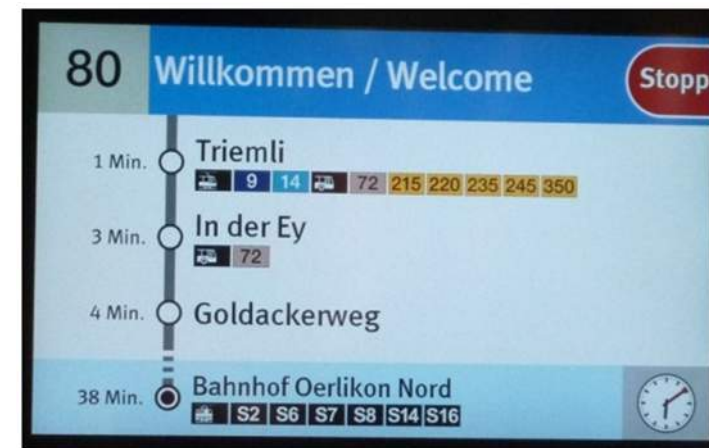 80 Willkommen / Welcome Stopp
1 Min. Triemli
9 14 72 215 220 235 245 350
3 Min. In der Ey
72
4 Min. Goldackerweg
38 Min. Bahnhof Oerlikon Nord
S2 S6 S7 S8 S14 S16